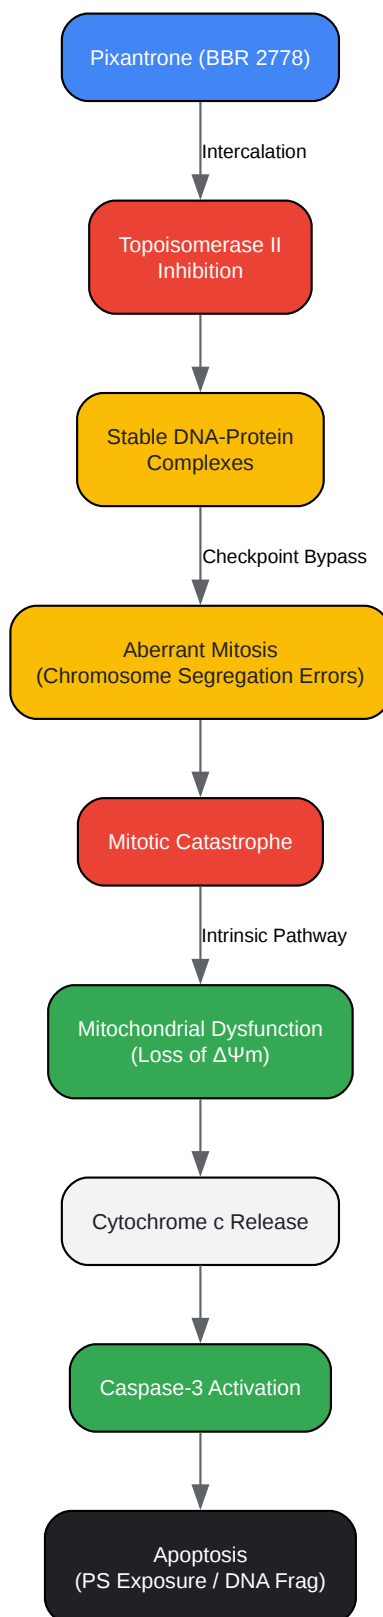 Pixantrone (BBR 2778)
Intercalation
Topoisomerase II
Inhibition
Stable DNA-Protein
Complexes
Checkpoint Bypass
Aberrant Mitosis
(Chromosome Segregation Errors)
Mitotic Catastrophe
Intrinsic Pathway
Mitochondrial Dysfunction
(Loss of ΔΨm)
Cytochrome c Release
Caspase-3 Activation
Apoptosis
(PS Exposure / DNA Frag)